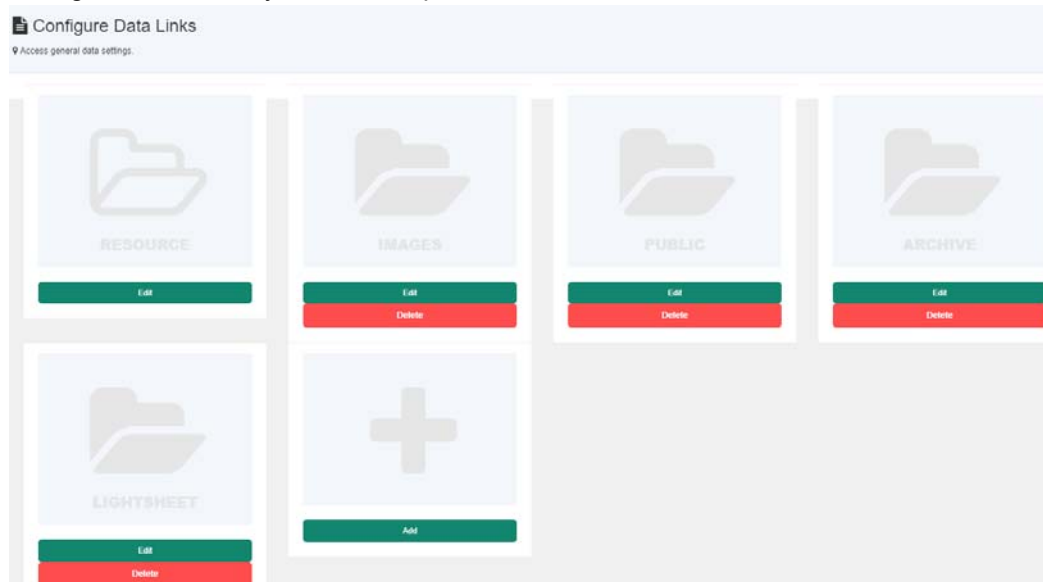 Configure Data Links
Access general data settings.
RESOURCE
IMAGES
PUBLIC
ARCHIVE
Edit
Edit
Edit
Edit
Delete
Delete
Delete
LIGHTSHEET
Add
Edit
Delete